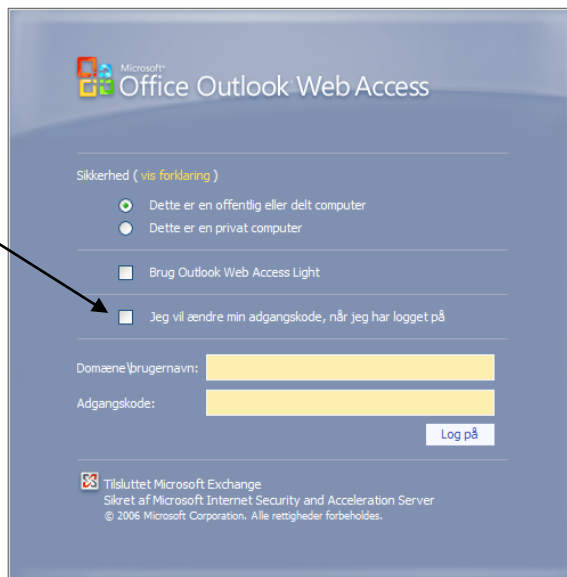 Microsoft
Office Outlook Web Access
Sikkerhed ( vis forklaring )
Dette er en offentlig eller delt computer
Dette er en privat computer
Brug Outlook Web Access Light
Jeg vil ændre min adgangskode, når jeg har logget på
Domæne\brugernavn:
Adgangskode:
Log på
Tilsluttet Microsoft Exchange
Sikret af Microsoft Internet Security and Acceleration Server
© 2006 Microsoft Corporation. Alle rettigheder forbeholdes.